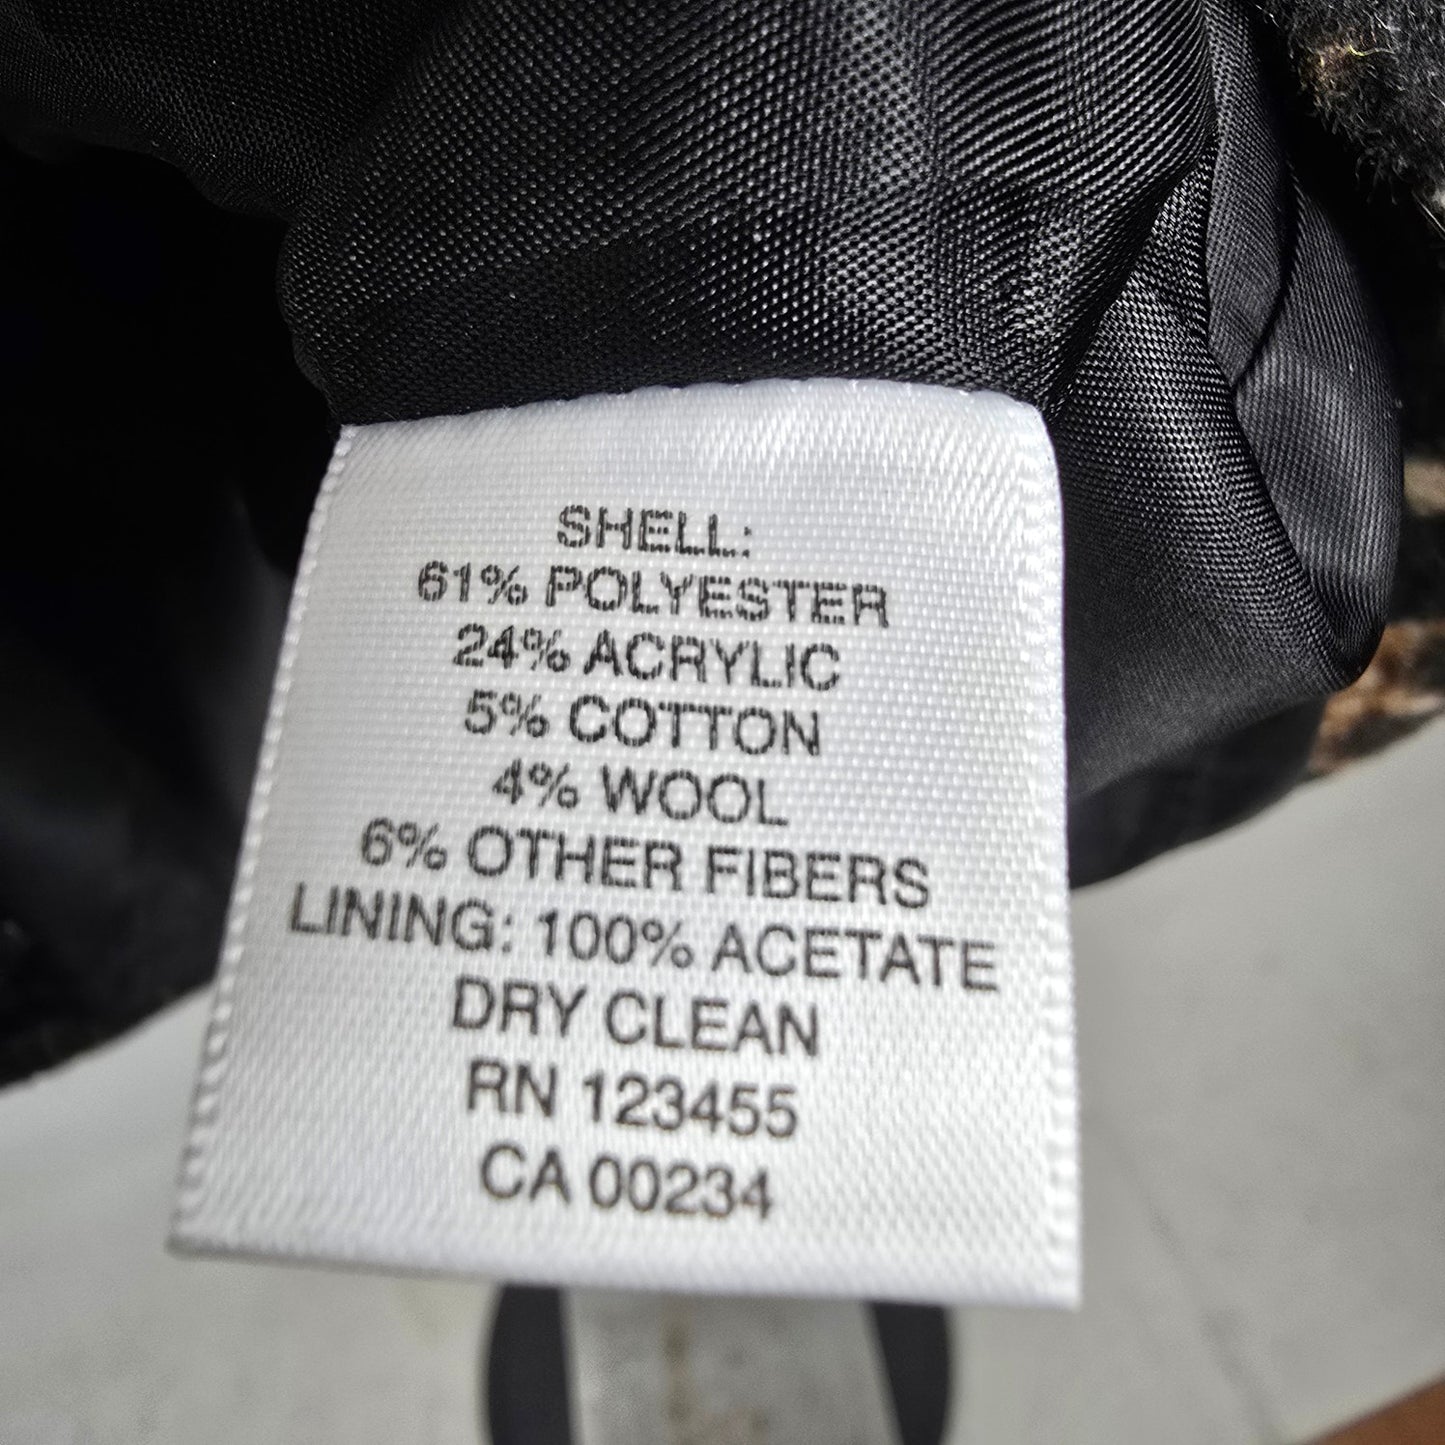 SHELL:
61% POLYESTER
24% ACRYLIC
5% COTTON
4% WOOL
6% OTHER FIBERS
LINING: 100% ACETATE
DRY CLEAN
RN 123455
CA 00234